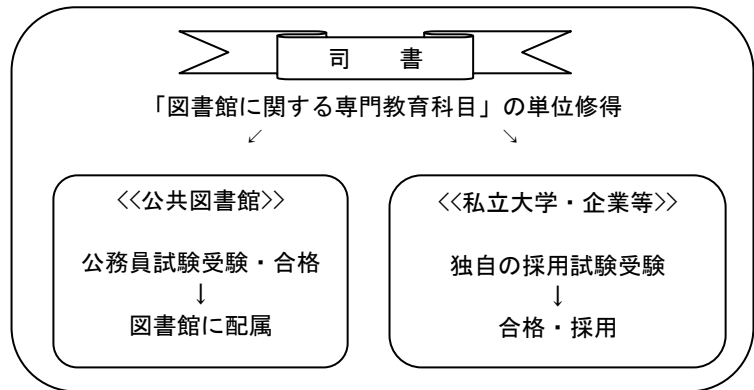 司　書
「図書館に関する専門教育科目」の単位修得
↙　↘
<<公共図書館>>
公務員試験受験・合格
↓
図書館に配属
<<私立大学・企業等>>
独自の採用試験受験
↓
合格・採用